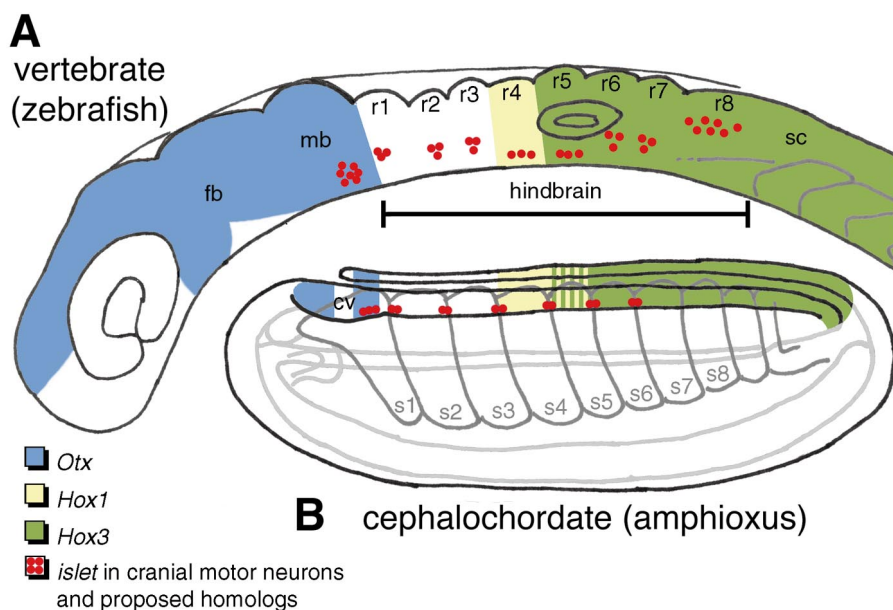 A
vertebrate
(zebrafish)
fb
mb
r1
r2
r3
r4
r5
r6
r7
r8
sc
hindbrain
cv
s1
s2
s3
s4
s5
s6
s7
s8
Otx
Hox1
Hox3
islet in cranial motor neurons
and proposed homologs
B cephalochordate (amphioxus)